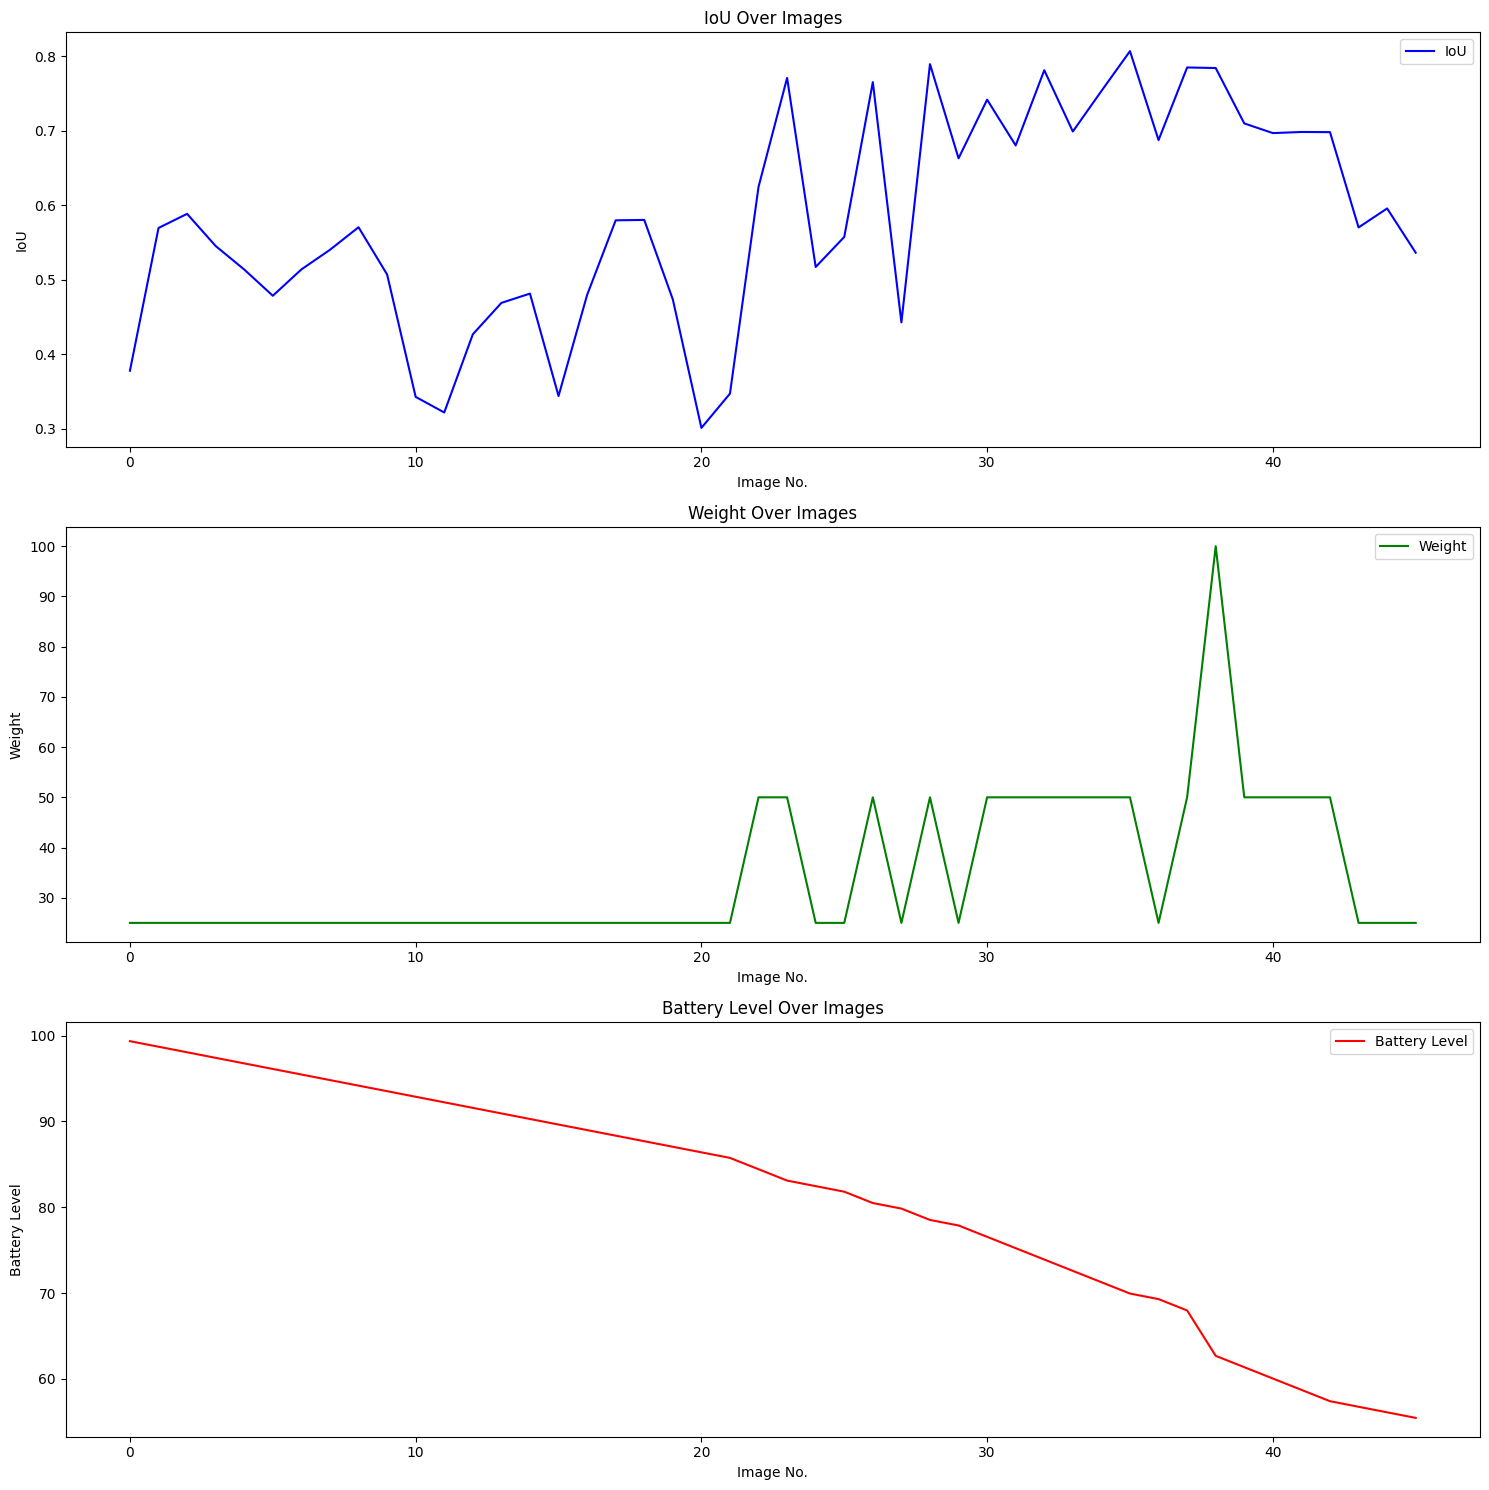 IoU Over Images
IoU
0.8
0.7
0.6
0.5
0.4
0.3
IoU
0 10 20 30 40
Image No.
Weight Over Images
Weight
100
90
80
70
60
50
40
30
Weight
0 10 20 30 40
Image No.
Battery Level Over Images
Battery Level
100
90
80
70
60
Battery Level
0 10 20 30 40
Image No.